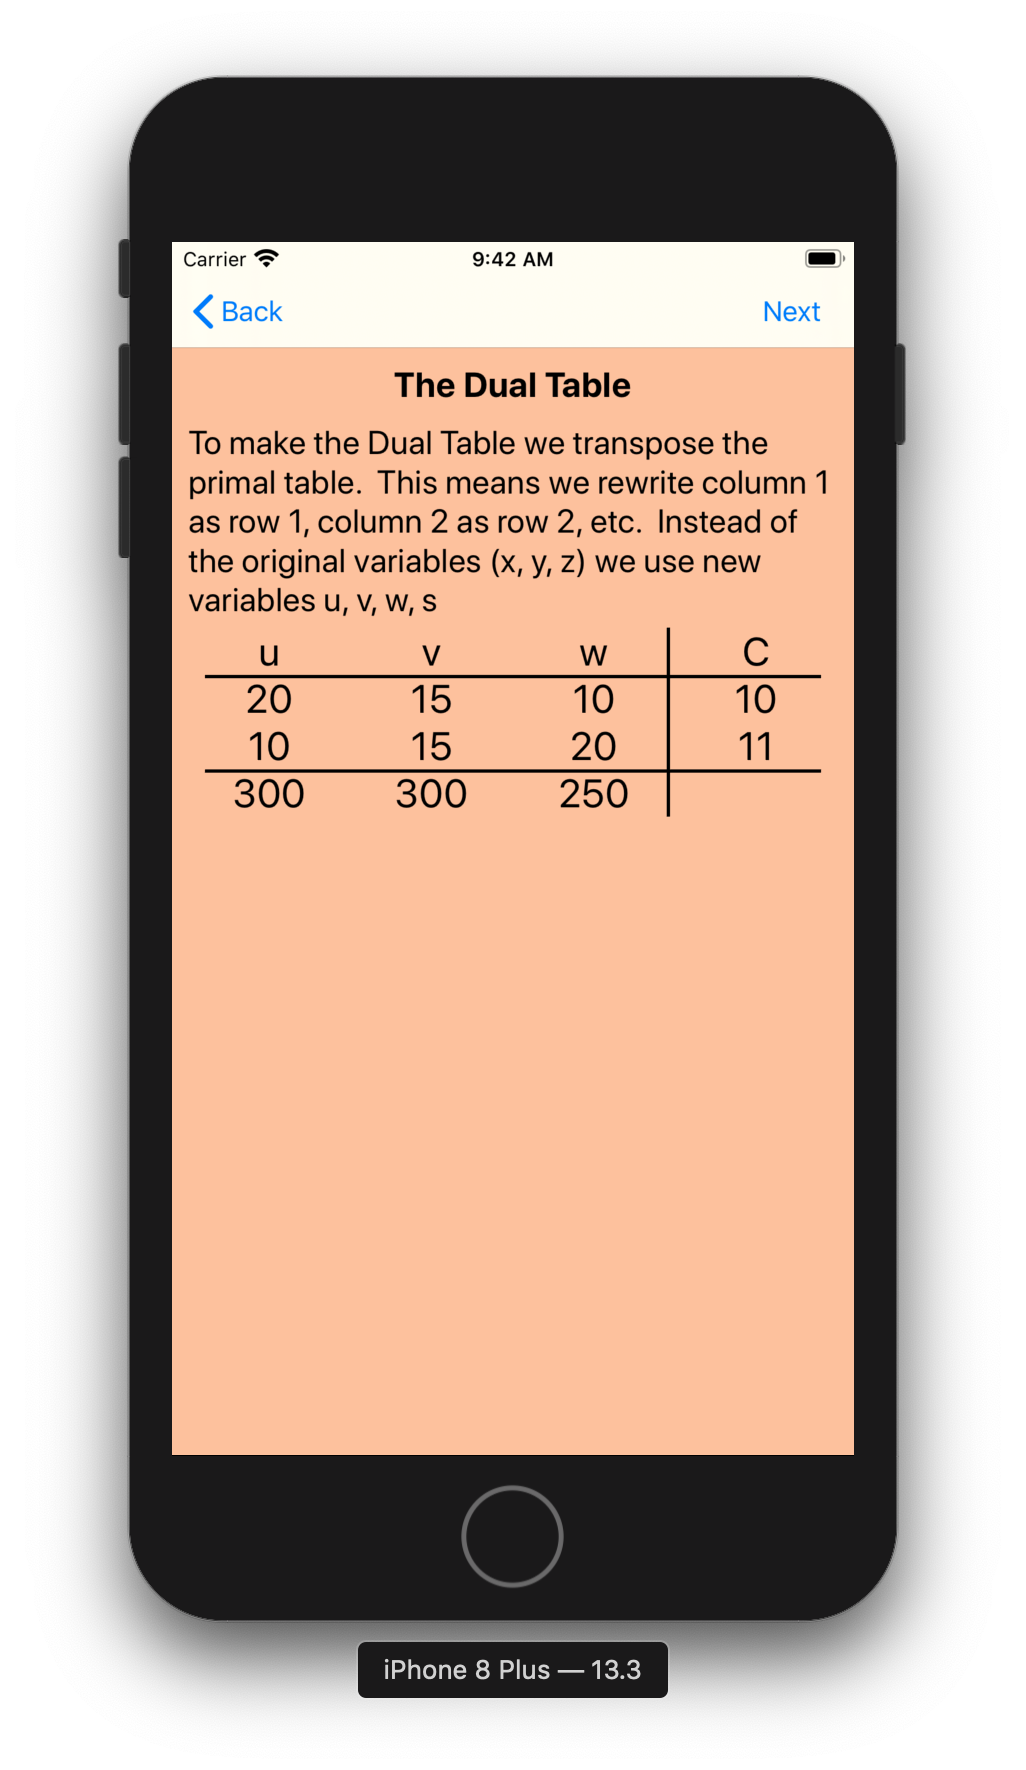 Carrier 9:42 AM
Back Next
The Dual Table
To make the Dual Table we transpose the
primal table.  This means we rewrite column 1
as row 1, column 2 as row 2, etc.  Instead of
the original variables (x, y, z) we use new
variables u, v, w, s
u v w C
20 15 10 10
10 15 20 11
300 300 250
iPhone 8 Plus — 13.3